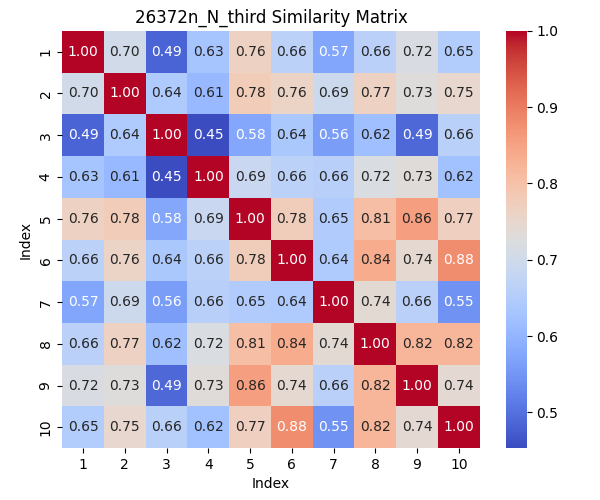 26372n_N_third Similarity Matrix
1 1.00 0.70 0.49 0.63 0.76 0.66 0.57 0.66 0.72 0.65
2 0.70 1.00 0.64 0.61 0.78 0.76 0.69 0.77 0.73 0.75
3 0.49 0.64 1.00 0.45 0.58 0.64 0.56 0.62 0.49 0.66
4 0.63 0.61 0.45 1.00 0.69 0.66 0.66 0.72 0.73 0.62
5 0.76 0.78 0.58 0.69 1.00 0.78 0.65 0.81 0.86 0.77
6 0.66 0.76 0.64 0.66 0.78 1.00 0.64 0.84 0.74 0.88
7 0.57 0.69 0.56 0.66 0.65 0.64 1.00 0.74 0.66 0.55
8 0.66 0.77 0.62 0.72 0.81 0.84 0.74 1.00 0.82 0.82
9 0.72 0.73 0.49 0.73 0.86 0.74 0.66 0.82 1.00 0.74
10 0.65 0.75 0.66 0.62 0.77 0.88 0.55 0.82 0.74 1.00
1 2 3 4 5 6 7 8 9 10
Index
Index
1.0
0.9
0.8
0.7
0.6
0.5